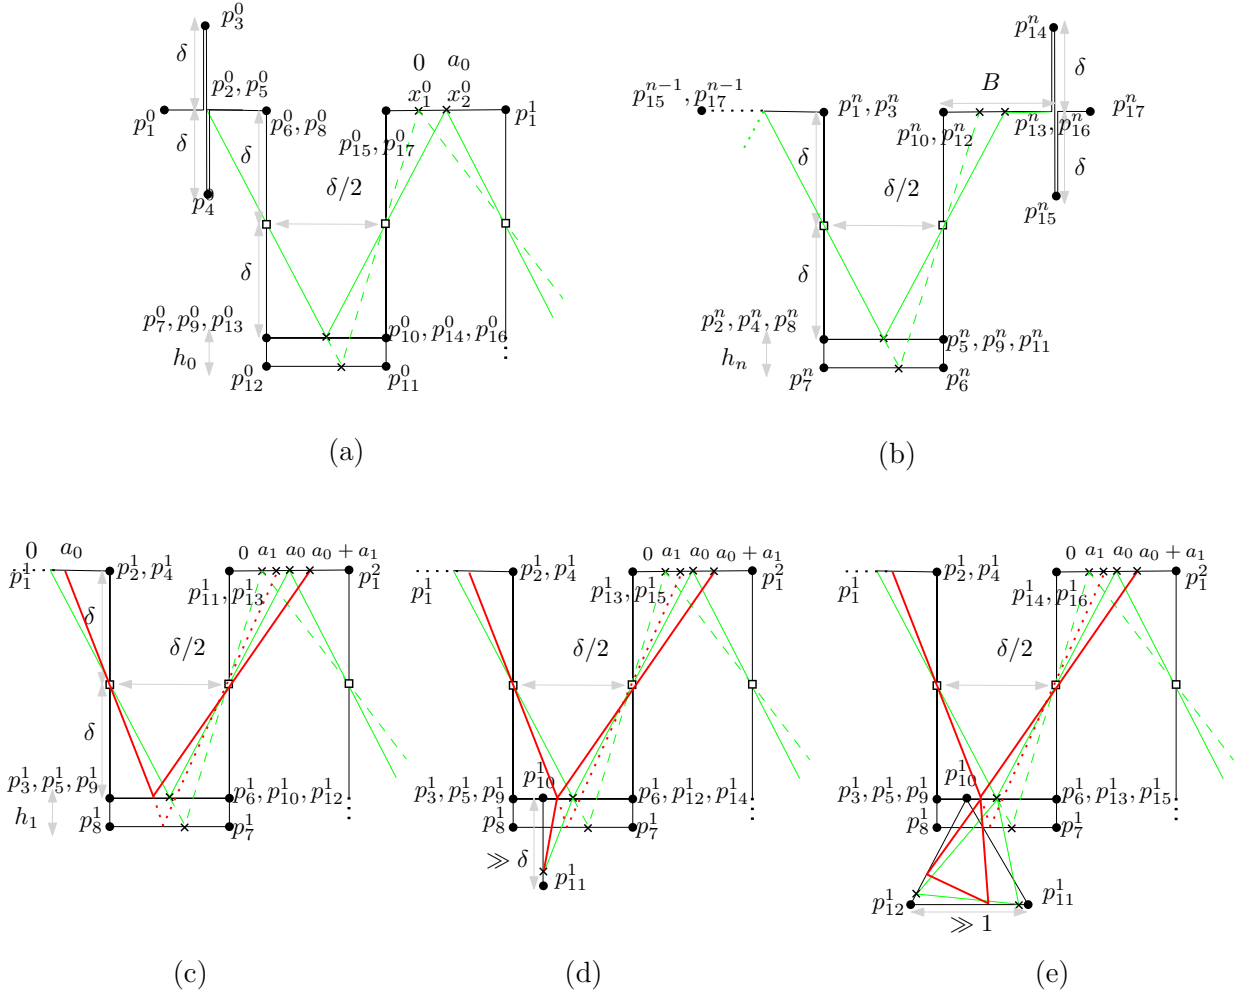 p_3^0
δ
p_2^0, p_5^0
0 a_0
x_1^0 x_2^0
p_1^0
p_6^0, p_8^0
p_1^1
p_15^0, p_17^0
δ
δ
p_4^0
δ/2
δ
p_7^0, p_9^0, p_13^0
p_10^0, p_14^0, p_16^0
h_0
p_12^0
p_11^0
(a)
p_14^n
δ
B
p_15^{n-1}, p_17^{n-1}
p_1^n, p_3^n
p_10^n, p_12^n
p_13^n, p_16^n
p_17^n
δ
δ
δ/2
p_15^n
δ
p_2^n, p_4^n, p_8^n
p_5^n, p_9^n, p_11^n
h_n
p_7^n
p_6^n
(b)
0 a_0
p_1^1
p_2^1, p_4^1
0 a_1 a_0 a_0 + a_1
p_11^1, p_13^1
p_1^2
δ
δ/2
δ
p_3^1, p_5^1, p_9^1
p_6^1, p_10^1, p_12^1
h_1
p_8^1
p_7^1
(c)
p_1^1
p_2^1, p_4^1
0 a_1 a_0 a_0 + a_1
p_13^1, p_15^1
p_1^2
δ/2
p_10^1
p_3^1, p_5^1, p_9^1
p_6^1, p_12^1, p_14^1
p_8^1
p_7^1
≫ δ
p_11^1
(d)
p_1^1
p_2^1, p_4^1
0 a_1 a_0 a_0 + a_1
p_14^1, p_16^1
p_1^2
δ/2
p_10^1
p_3^1, p_5^1, p_9^1
p_6^1, p_13^1, p_15^1
p_8^1
p_7^1
p_12^1
p_11^1
≫ 1
(e)